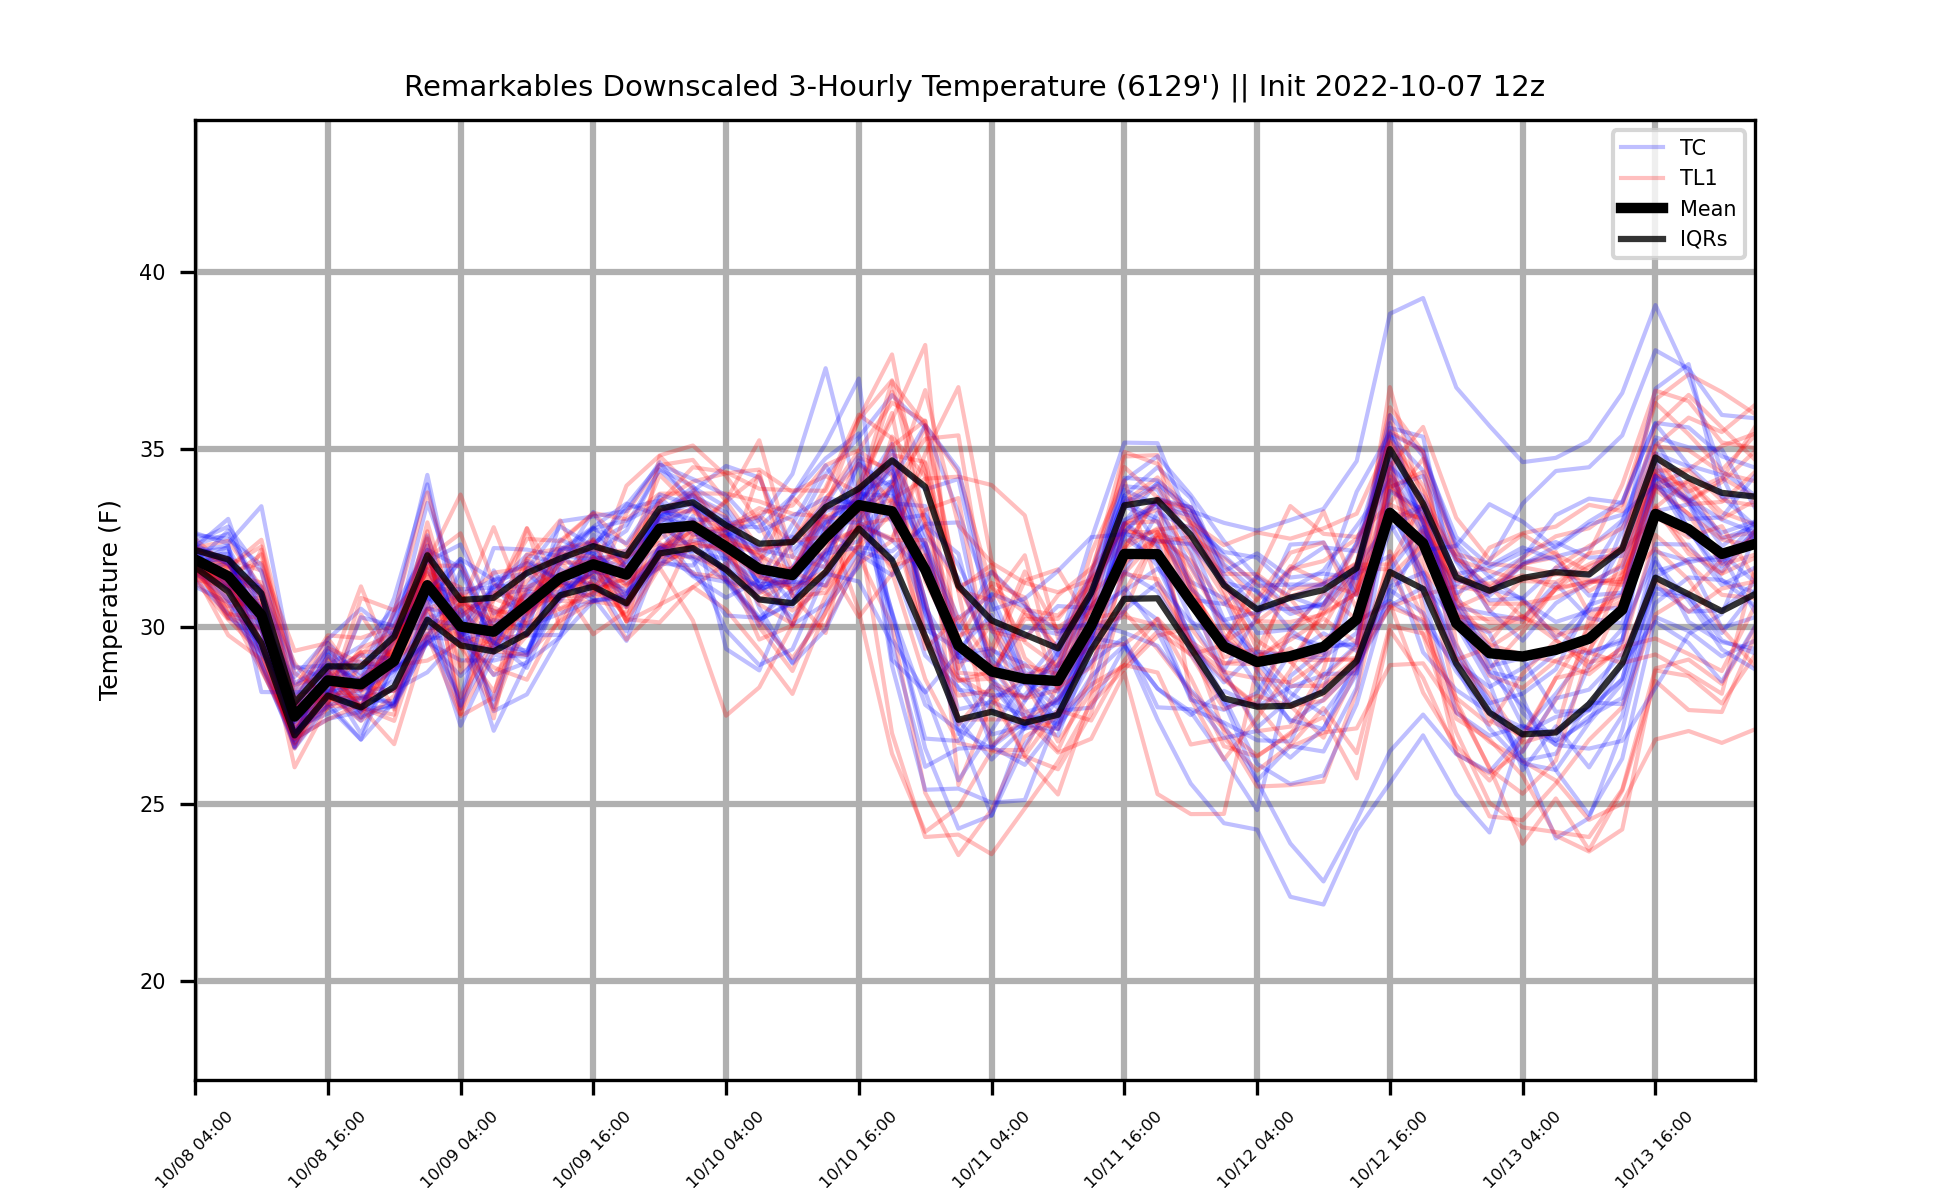 Remarkables Downscaled 3-Hourly Temperature (6129') || Init 2022-10-07 12z
TC
TL1
Mean
IQRs
Temperature (F)
40
35
30
25
20
10/08 04:00
10/08 16:00
10/09 04:00
10/09 16:00
10/10 04:00
10/10 16:00
10/11 04:00
10/11 16:00
10/12 04:00
10/12 16:00
10/13 04:00
10/13 16:00